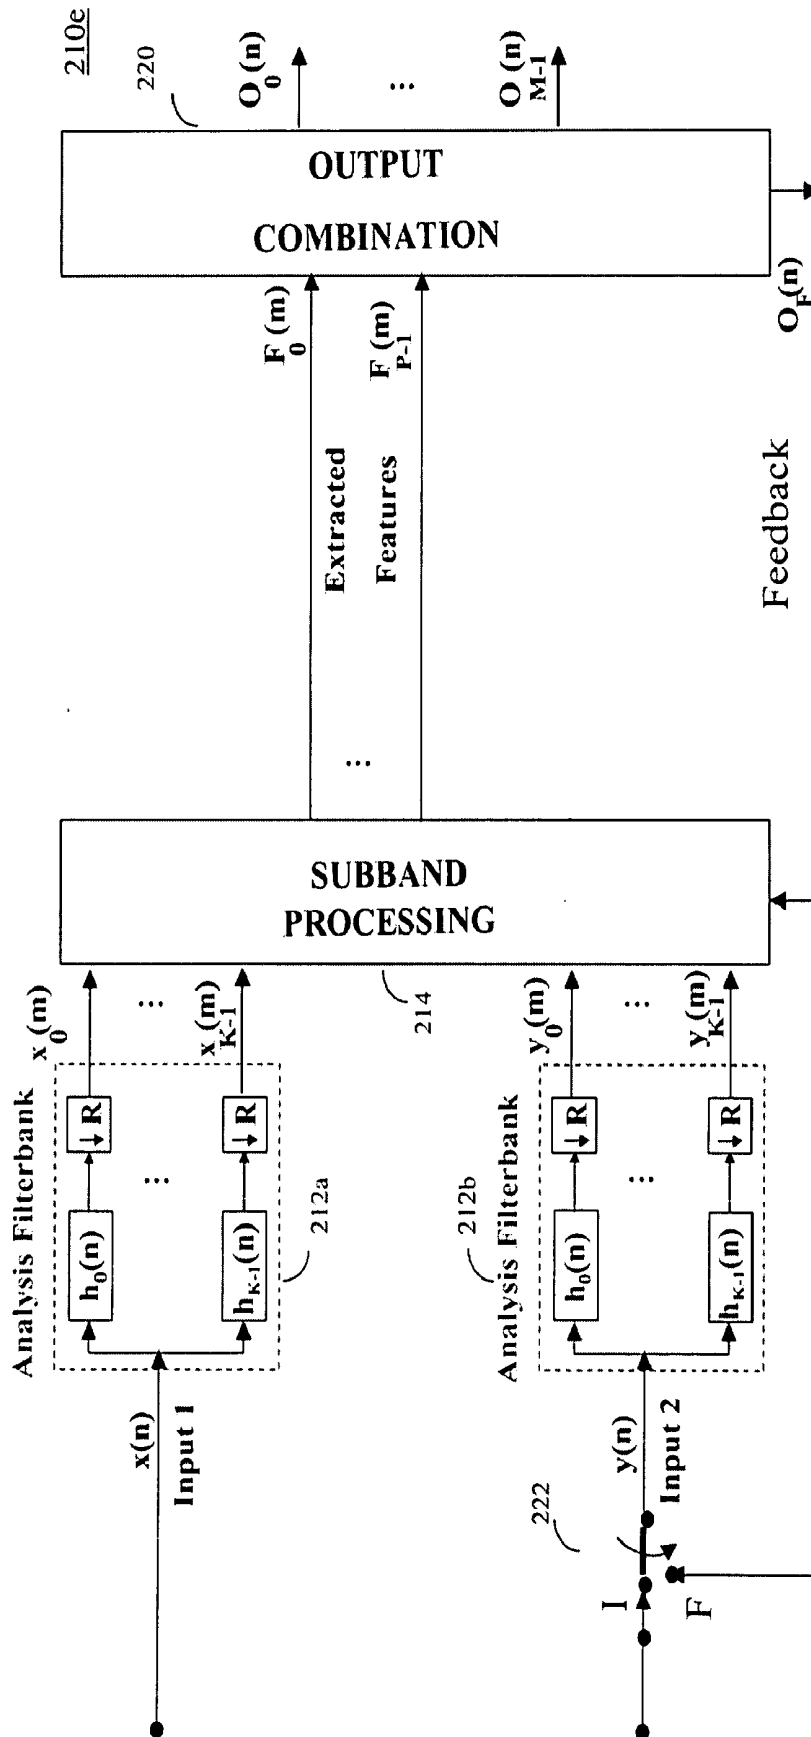 210e
Analysis Filterbank
x(n)
Input 1
h0(n)
↓R
...
hK-1(n)
↓R
212a
x0(m)
...
xK-1(m)
222
I
F
y(n)
Input 2
Analysis Filterbank
h0(n)
↓R
...
hK-1(n)
↓R
212b
y0(m)
...
yK-1(m)
SUBBAND
PROCESSING
214
...
Extracted
Features
F0(m)
FP-1(m)
OUTPUT
COMBINATION
220
O0(n)
...
OM-1(n)
OF(n)
Feedback